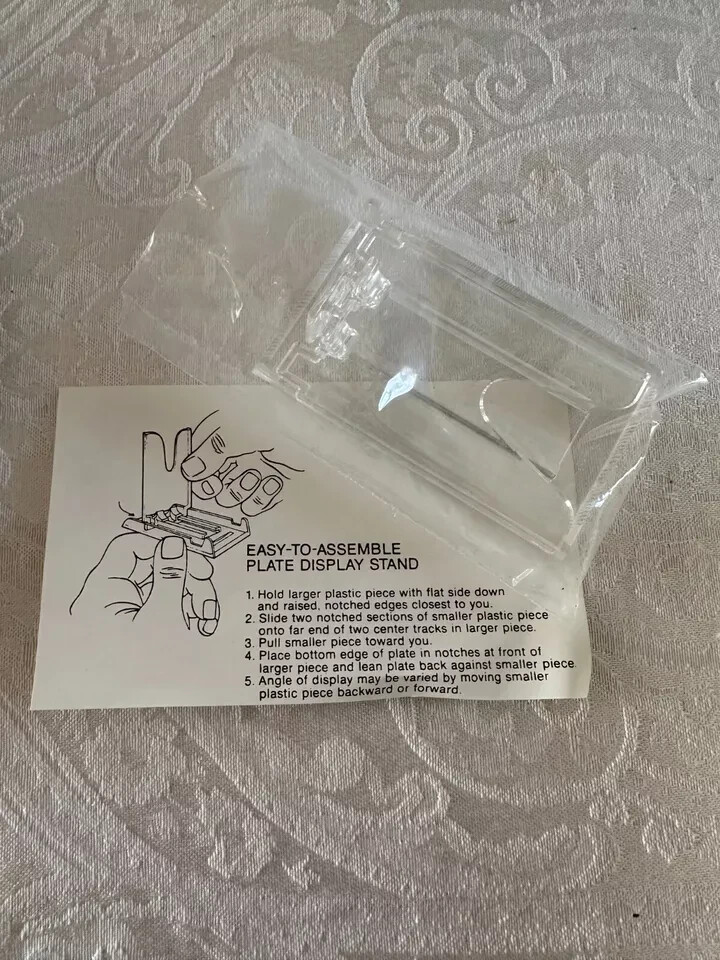 EASY-TO-ASSEMBLE
PLATE DISPLAY STAND
1. Hold larger plastic piece with flat side down
and raised, notched edges closest to you.
2. Slide two notched sections of smaller plastic piece
onto far end of two center tracks in larger piece.
3. Pull smaller piece toward you.
4. Place bottom edge of plate in notches at front of
larger piece and lean plate back against smaller piece.
5. Angle of display may be varied by moving smaller
plastic piece backward or forward.